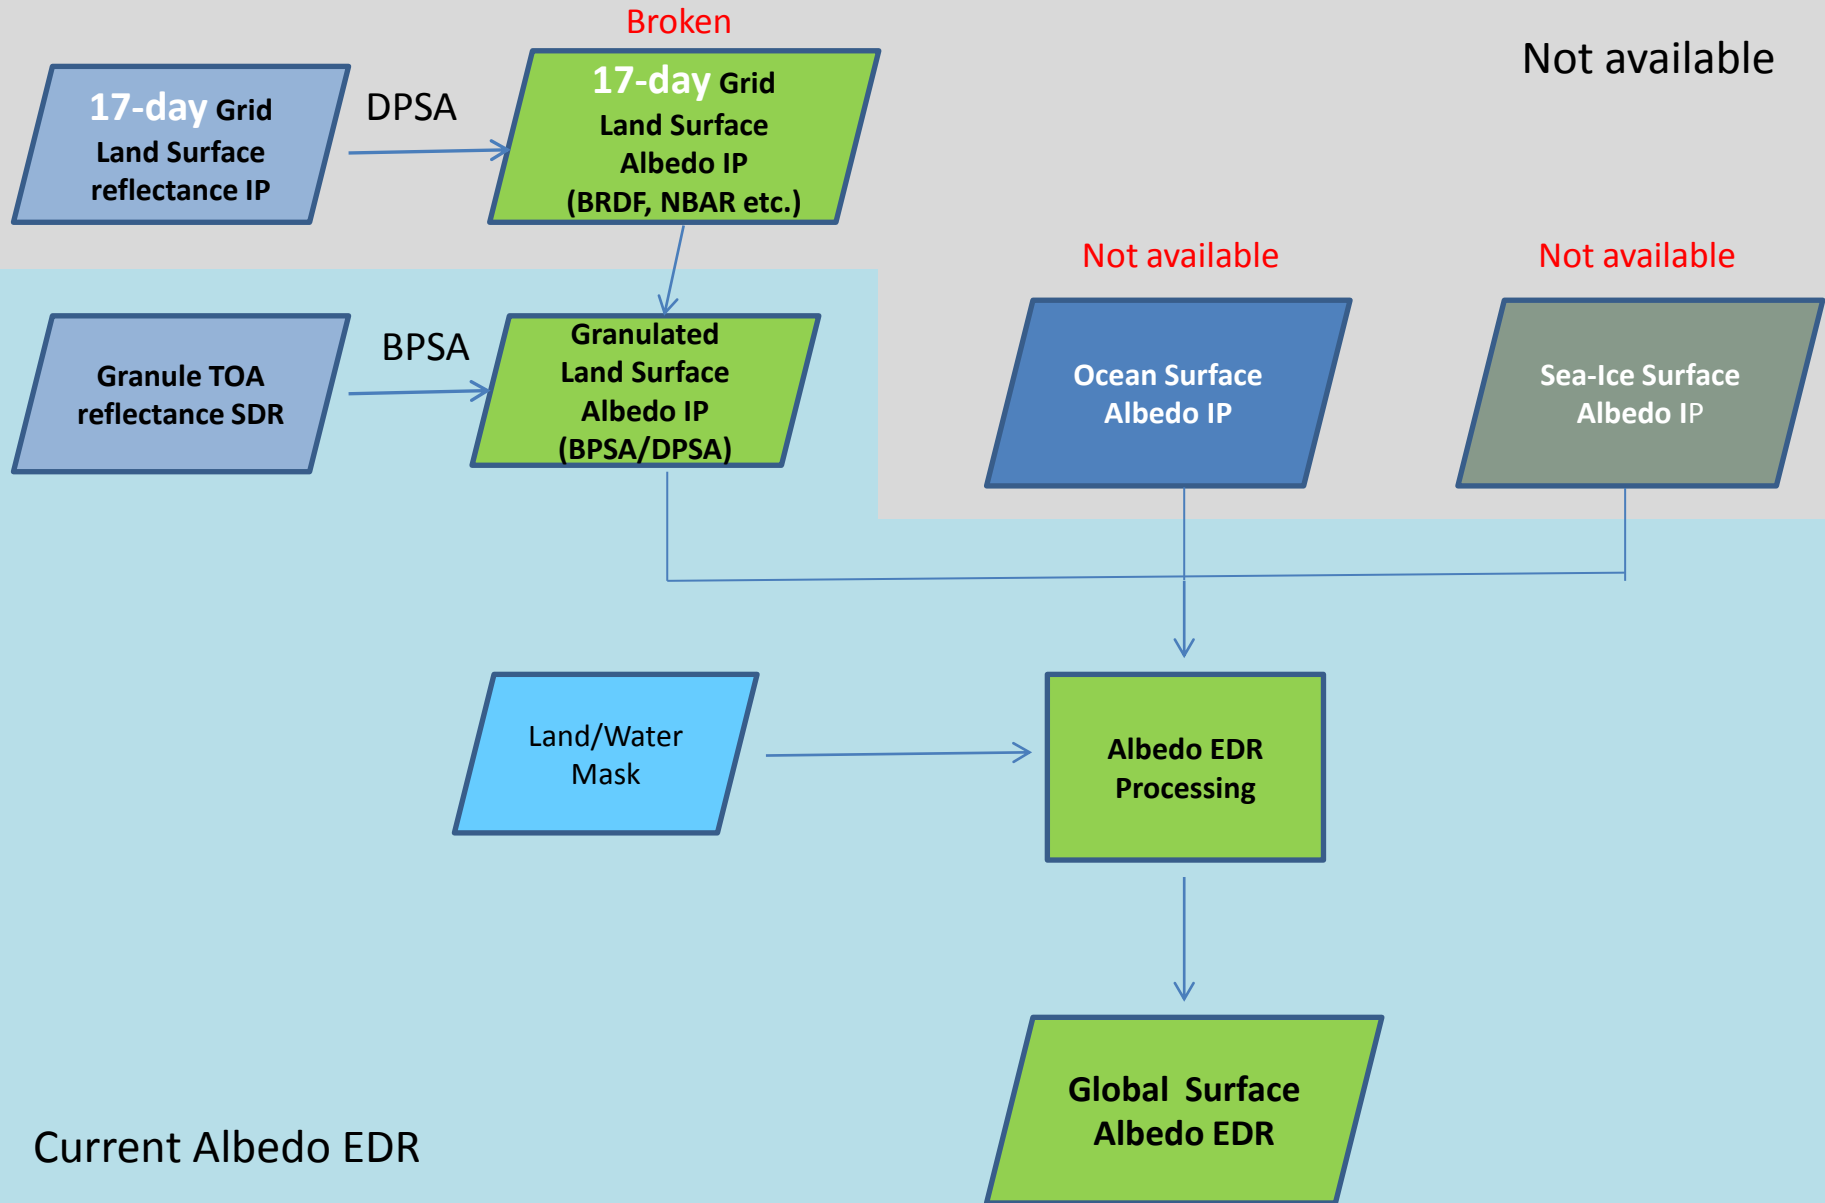 Broken
Not available
17-day Grid
Land Surface
reflectance IP
DPSA
17-day Grid
Land Surface
Albedo IP
(BRDF, NBAR etc.)
Not available
Not available
Granule TOA
reflectance SDR
BPSA
Granulated
Land Surface
Albedo IP
(BPSA/DPSA)
Ocean Surface
Albedo IP
Sea-Ice Surface
Albedo IP
Land/Water
Mask
Albedo EDR
Processing
Global Surface
Albedo EDR
Current Albedo EDR